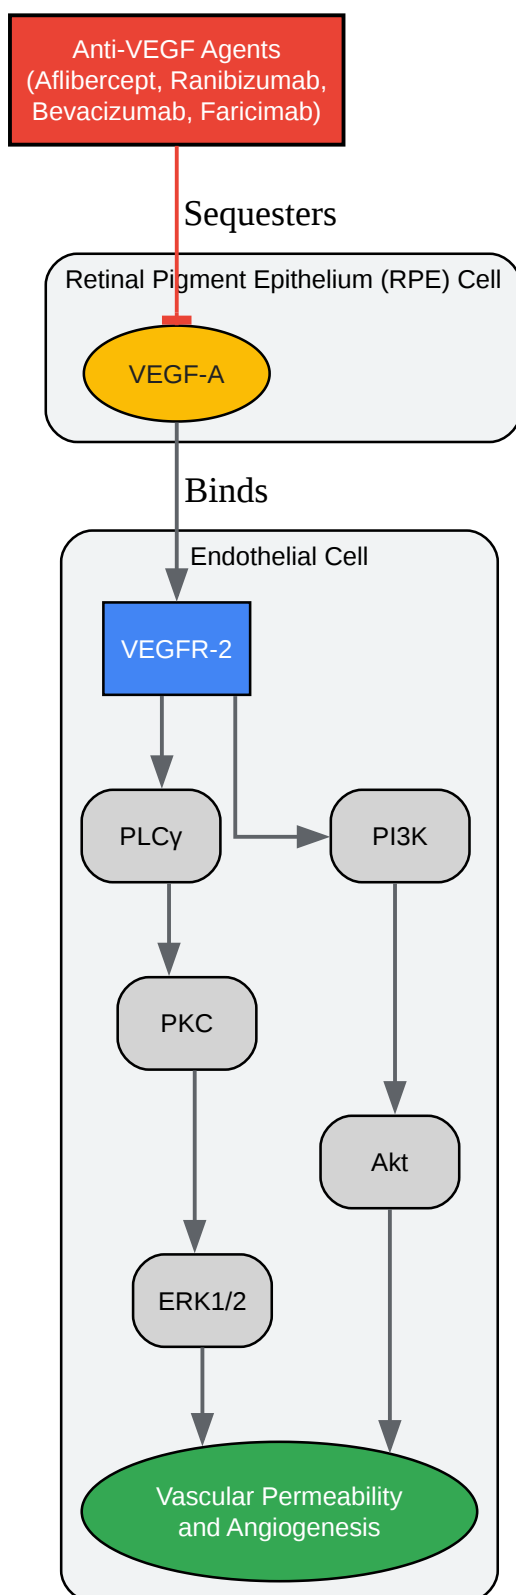 Anti-VEGF Agents
(Aflibercept, Ranibizumab,
Bevacizumab, Faricimab)
Sequesters
Retinal Pigment Epithelium (RPE) Cell
VEGF-A
Binds
Endothelial Cell
VEGFR-2
PLCγ
PI3K
PKC
Akt
ERK1/2
Vascular Permeability
and Angiogenesis